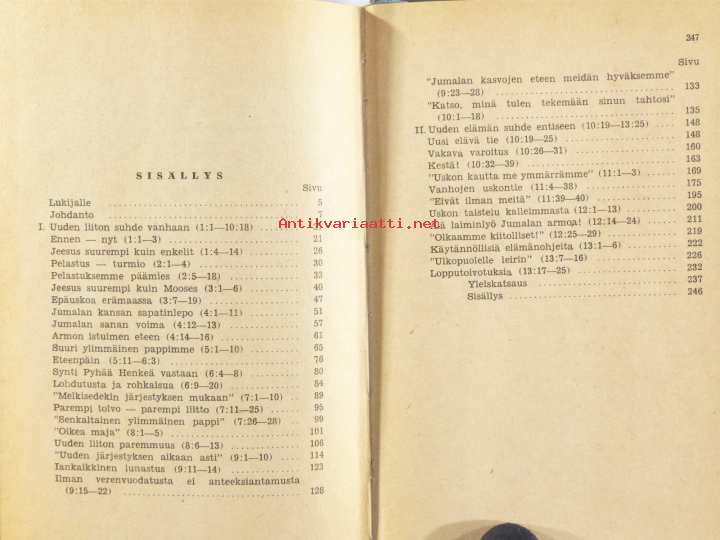 SISÄLLYS
Sivu
Lukijalle 5
Johdanto 7
I. Uuden liiton suhde vanhaan (1:1—10:18)
Ennen — nyt (1:1—3) 21
Jeesus suurempi kuin enkelit (1:4—14) 26
Pelastus — turmio (2:1—4) 30
Pelastuksemme päämies (2:5—18) 33
Jeesus suurempi kuin Mooses (3:1—6) 40
Epäuskoa erämaassa (3:7—19) 47
Jumalan kansan sapatinlepo (4:1—11) 51
Jumalan sanan voima (4:12—13) 57
Armon istuimen eteen (4:14—16) 61
Suuri ylimmäinen pappimme (5:1—10) 65
Eteenpäin (5:11—6:3) 76
Synti Pyhää Henkeä vastaan (6:4—8) 80
Lohdutusta ja rohkaisua (6:9—20) 84
"Melkisedekin järjestyksen mukaan" (7:1—10) 89
Parempi toivo — parempi liitto (7:11—25) 95
"Senkaltainen ylimmäinen pappi" (7:26—28) 99
"Oikea maja" (8:1—5) 101
Uuden liiton paremmuus (8:6—13) 106
"Uuden järjestyksen aikaan asti" (9:1—10) 114
Iankaikkinen lunastus (9:11—14) 123
Ilman verenvuodatusta ei anteeksiantamusta
(9:15—22) 128
247
Sivu
"Jumalan kasvojen eteen meidän hyväksemme"
(9:23—28) 133
"Katso, minä tulen tekemään sinun tahtosi"
(10:1—18) 135
II. Uuden elämän suhde entiseen (10:19—13:25) 148
Uusi elävä tie (10:19—25) 148
Vakava varoitus (10:26—31) 160
Kestä! (10:32—39) 163
"Uskon kautta me ymmärrämme" (11:1—3) 169
Vanhojen uskontie (11:4—38) 175
"Eivät ilman meitä" (11:39—40) 195
Uskon taistelu kalleimmasta (12:1—13) 200
Älä laiminlyö Jumalan armoa! (12:14—24) 211
"Olkaamme kiitolliset!" (12:25—29) 219
Käytännöllisiä elämänohjeita (13:1—6) 222
"Ulkopuolelle leirin" (13:7—16) 226
Lopputoivotuksia (13:17—25) 232
Yleiskatsaus 237
Sisällys 246
Antikvariaatti.net